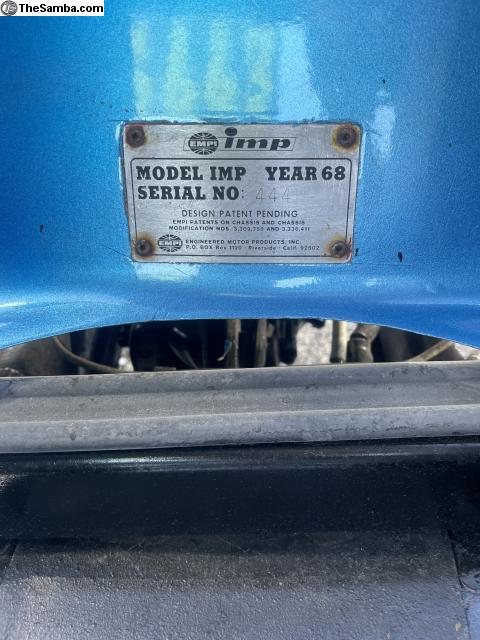 TheSamba.com
EMPI imp
MODEL IMP YEAR 68
SERIAL NO: 444
DESIGN PATENT PENDING
EMPI PATENTS ON CHASSIS AND CHASSIS
MODIFICATION NOS. 3,309,758 AND 3,338,411
EMPI ENGINEERED MOTOR PRODUCTS, INC.
P.O. BOX Box 1120 - Riverside - Calif. 92502